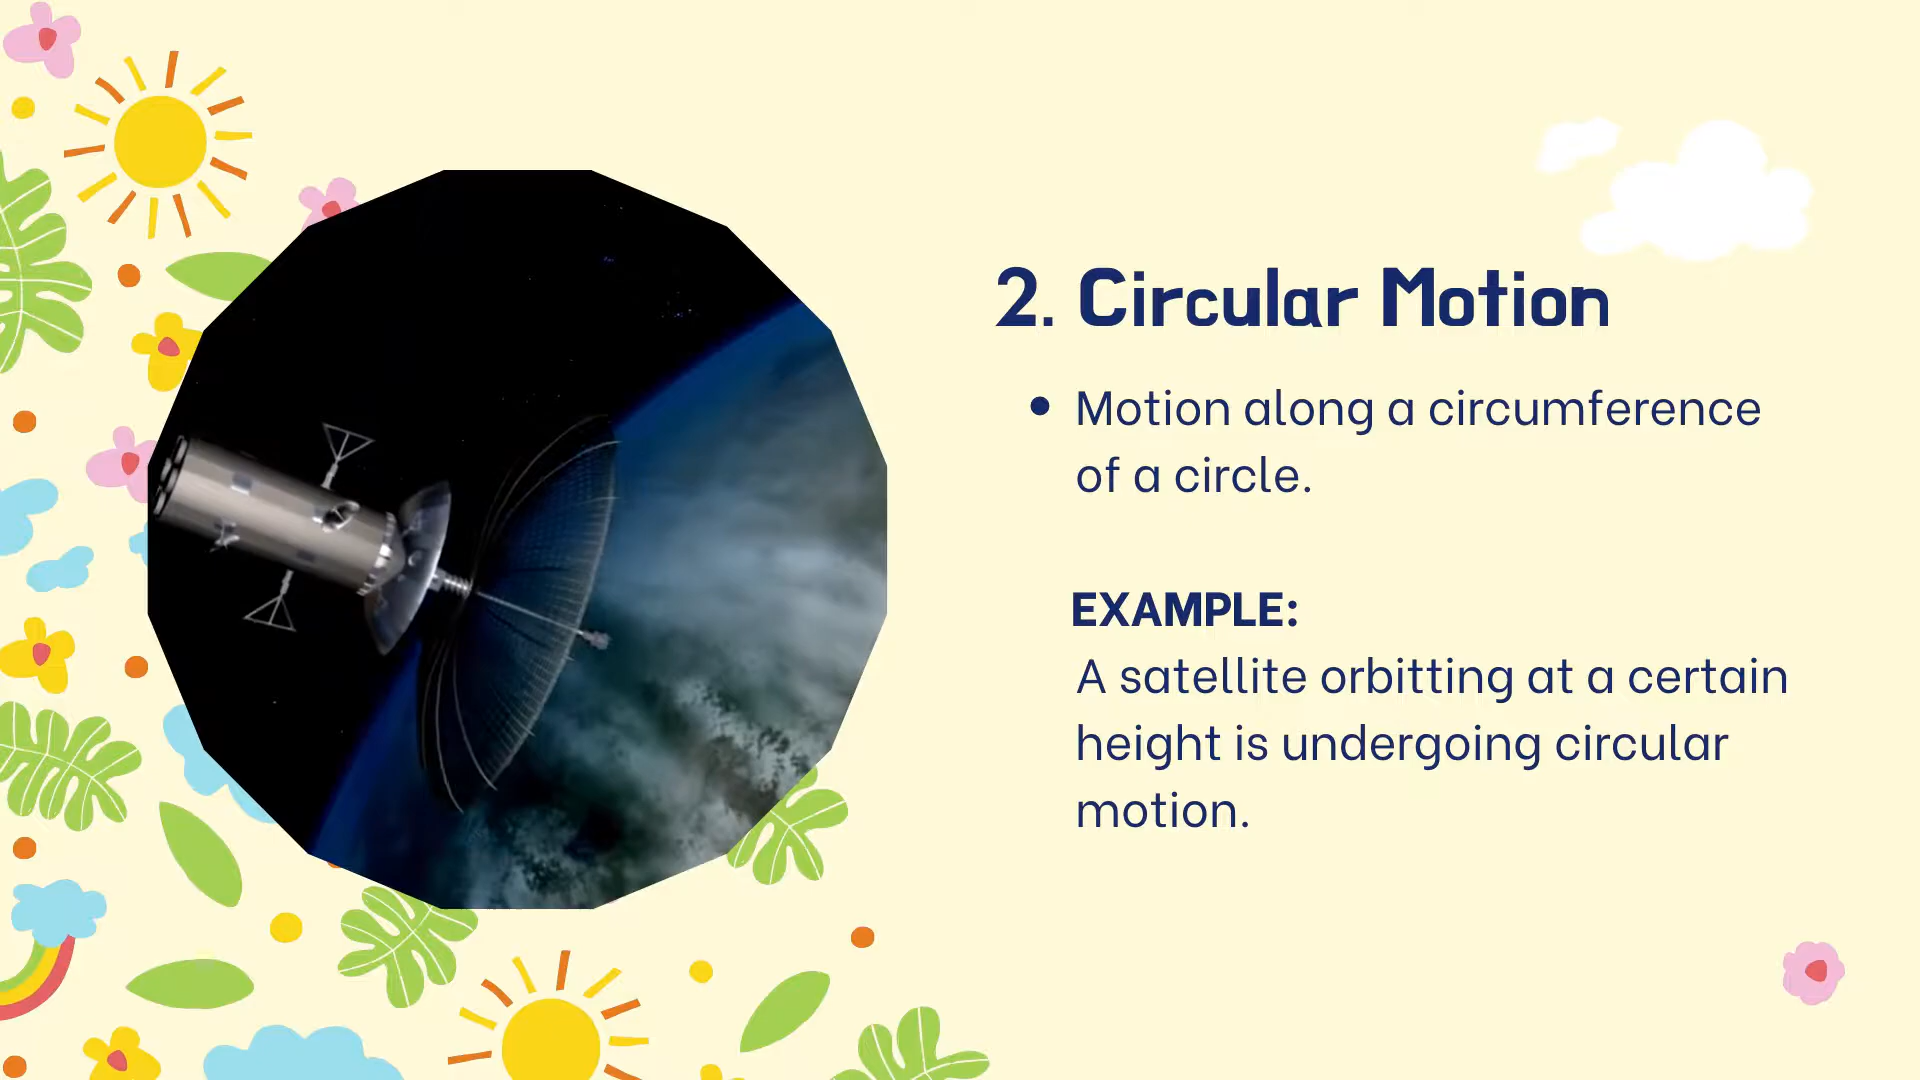 2. Circular Motion
• Motion along a circumference
of a circle.
EXAMPLE:
A satellite orbitting at a certain
height is undergoing circular
motion.